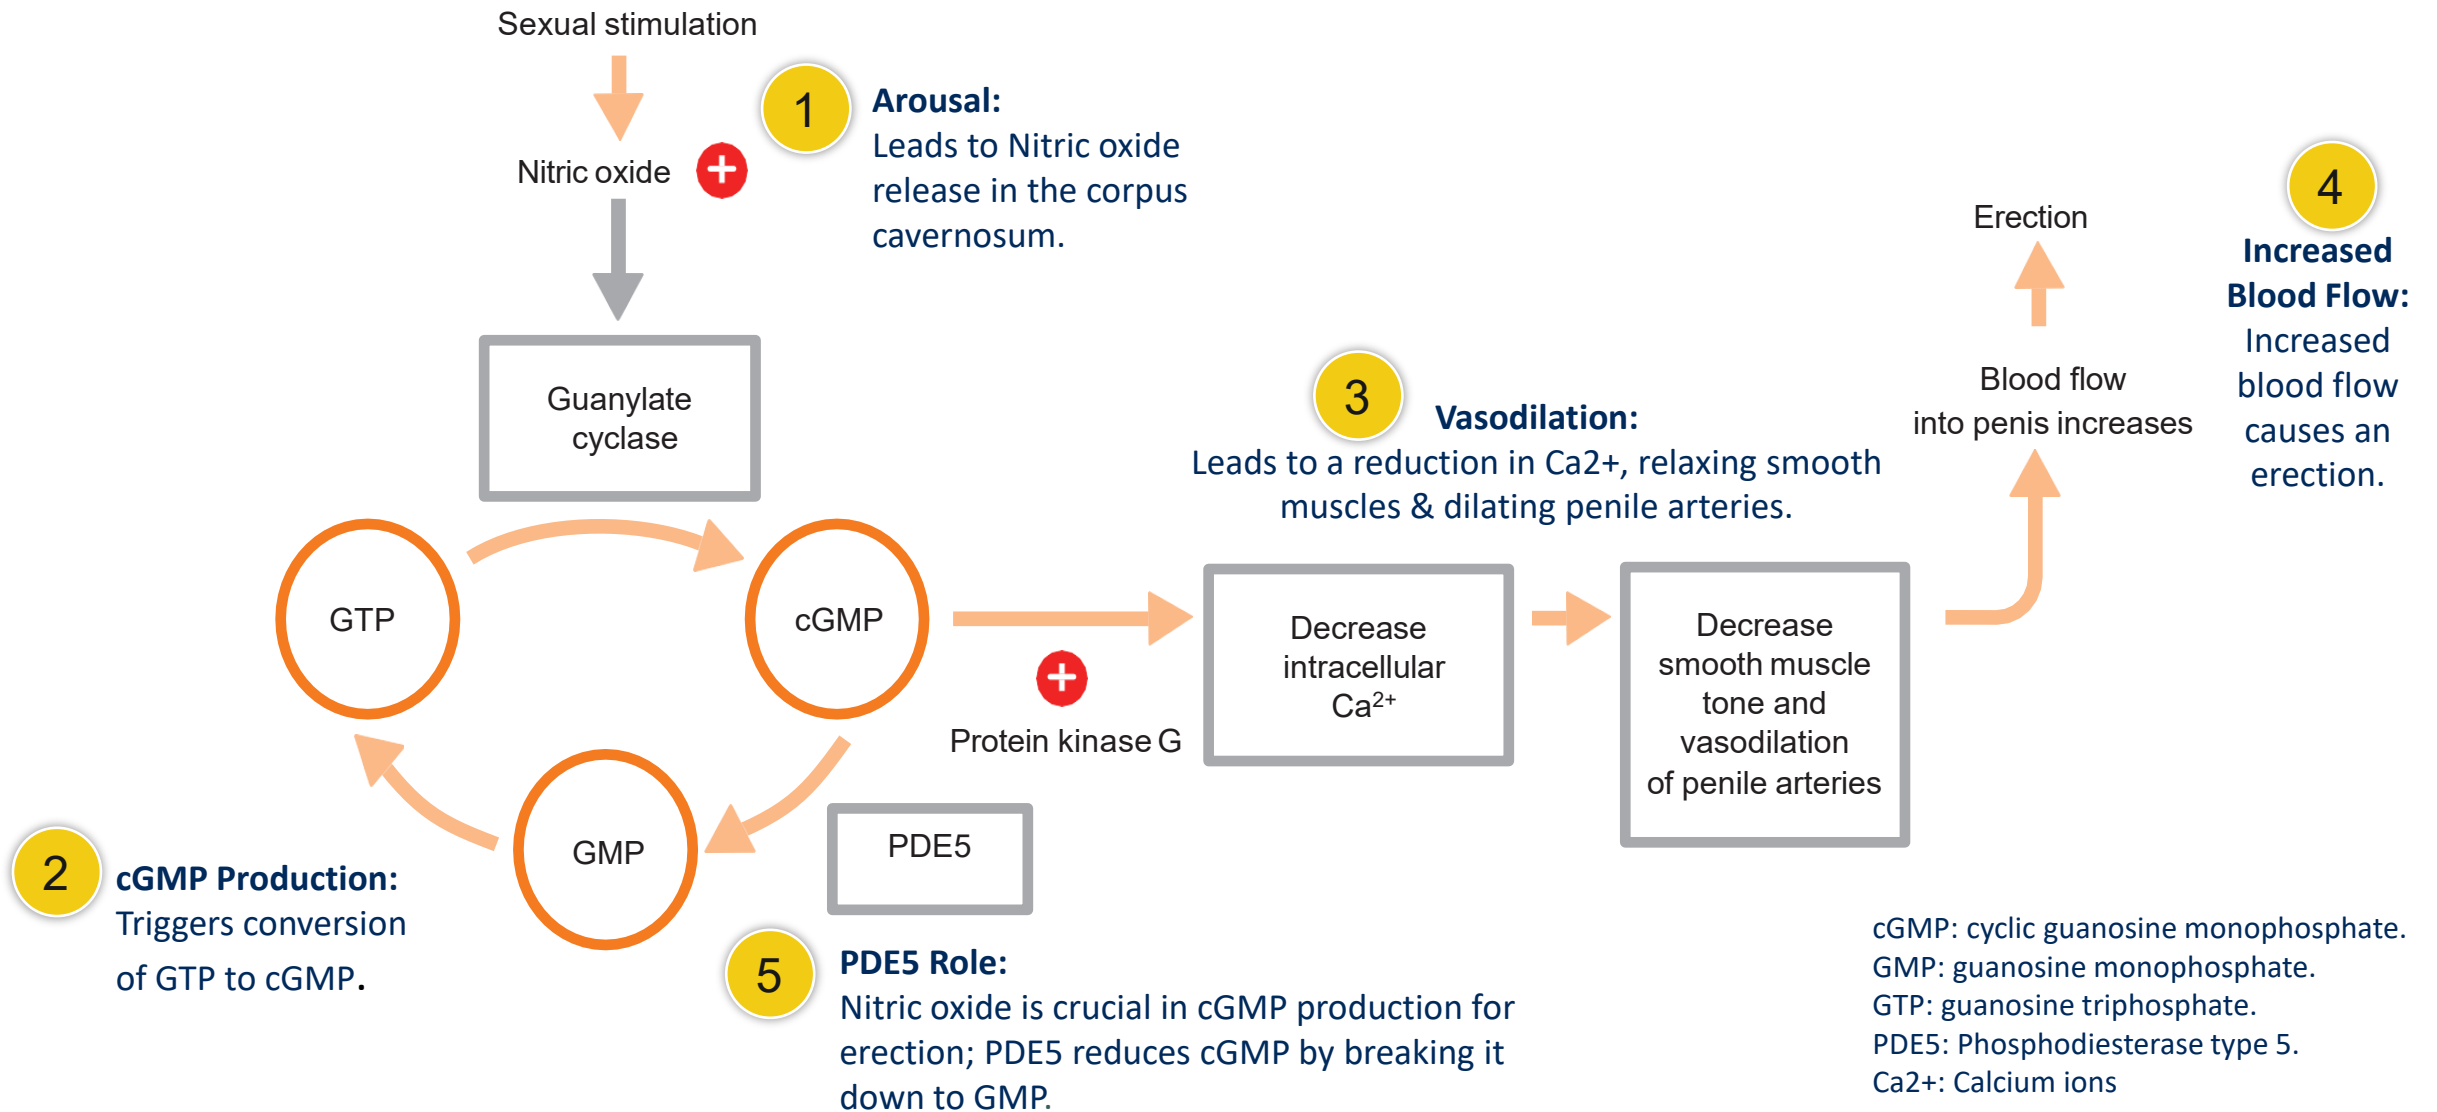 Sexual stimulation
Nitric oxide
1
Arousal:
Leads to Nitric oxide
release in the corpus
cavernosum.
Guanylate
cyclase
GTP
cGMP
GMP
PDE5
Protein kinase G
2
cGMP Production:
Triggers conversion
of GTP to cGMP.
3
Vasodilation:
Leads to a reduction in Ca2+, relaxing smooth
muscles & dilating penile arteries.
Decrease
intracellular
Ca²⁺
Decrease
smooth muscle
tone and
vasodilation
of penile arteries
Erection
Blood flow
into penis increases
4
Increased
Blood Flow:
Increased
blood flow
causes an
erection.
5
PDE5 Role:
Nitric oxide is crucial in cGMP production for
erection; PDE5 reduces cGMP by breaking it
down to GMP.
cGMP: cyclic guanosine monophosphate.
GMP: guanosine monophosphate.
GTP: guanosine triphosphate.
PDE5: Phosphodiesterase type 5.
Ca2+: Calcium ions